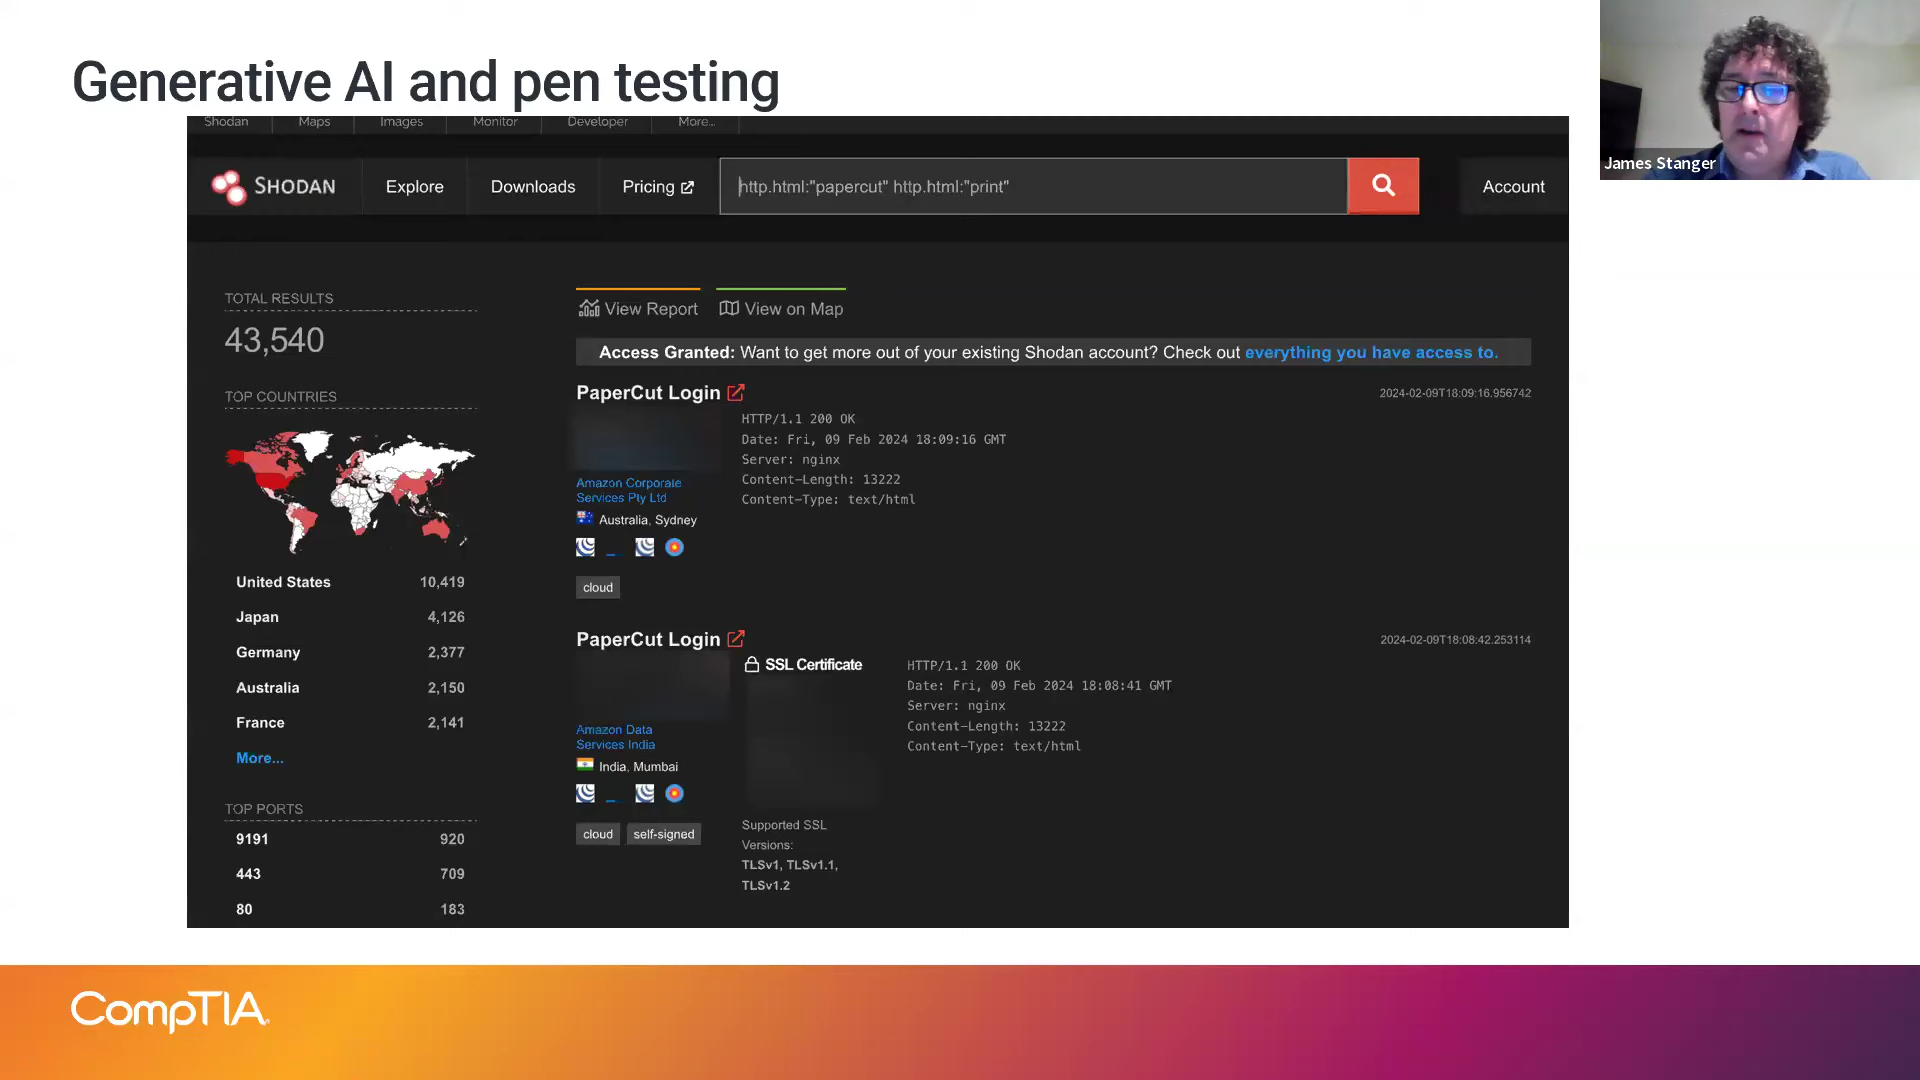 Generative AI and pen testing
James Stanger
Shodan Maps Images Monitor Developer More...
SHODAN Explore Downloads Pricing http.html:"papercut" http.html:"print" Account
TOTAL RESULTS
43,540
TOP COUNTRIES
United States 10,419
Japan 4,126
Germany 2,377
Australia 2,150
France 2,141
More...
TOP PORTS
9191 920
443 709
80 183
View Report View on Map
Access Granted: Want to get more out of your existing Shodan account? Check out everything you have access to.
PaperCut Login 2024-02-09T18:09:16.956742
Amazon Corporate
Services Pty Ltd
Australia, Sydney
cloud
HTTP/1.1 200 OK
Date: Fri, 09 Feb 2024 18:09:16 GMT
Server: nginx
Content-Length: 13222
Content-Type: text/html
PaperCut Login 2024-02-09T18:08:42.253114
Amazon Data
Services India
India, Mumbai
cloud self-signed
SSL Certificate
Supported SSL
Versions:
TLSv1, TLSv1.1,
TLSv1.2
HTTP/1.1 200 OK
Date: Fri, 09 Feb 2024 18:08:41 GMT
Server: nginx
Content-Length: 13222
Content-Type: text/html
CompTIA.